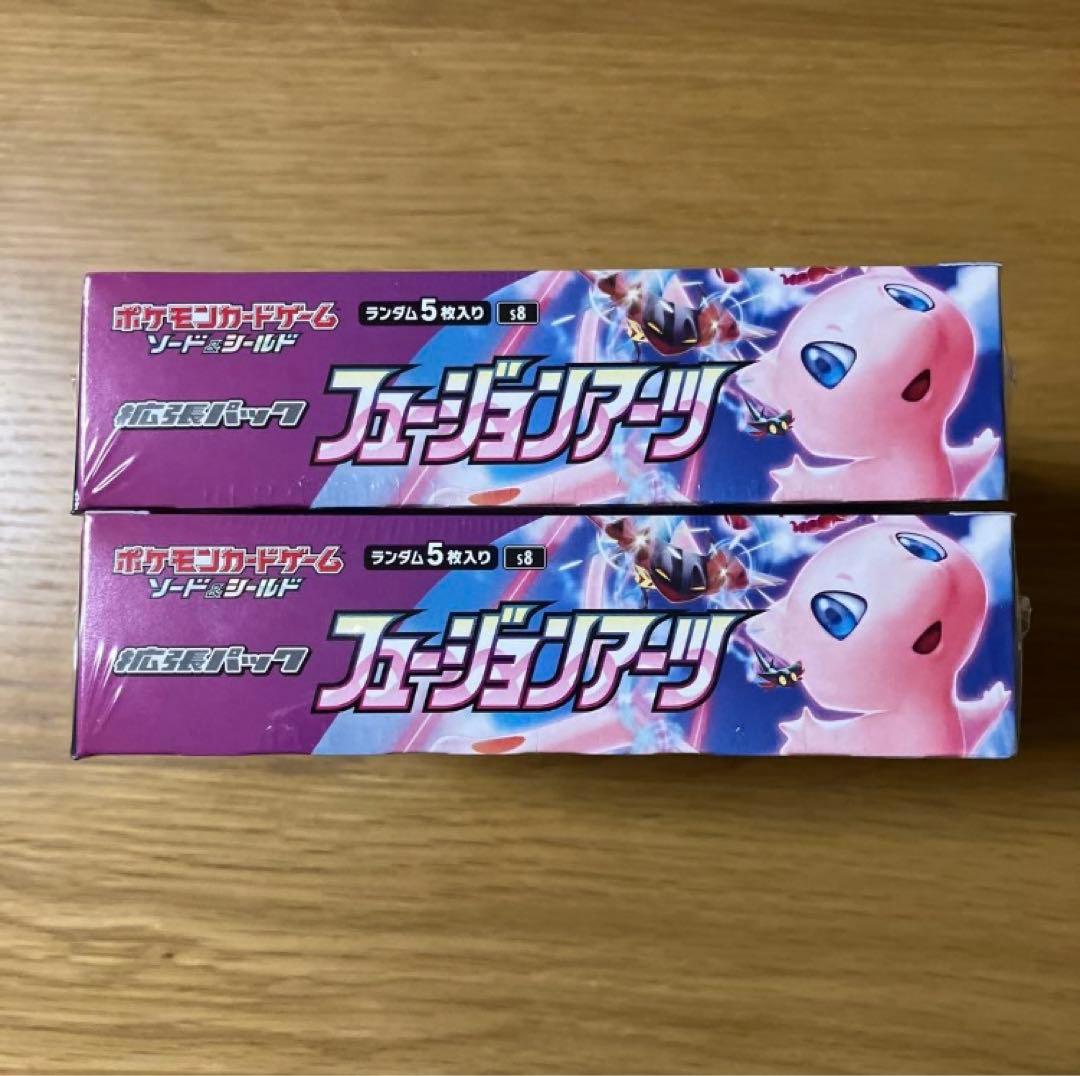 ポケモンカードゲーム
ソード&シールド
ランダム5枚入り s8
拡張パック フュージョンアーツ
ポケモンカードゲーム
ソード&シールド
ランダム5枚入り s8
拡張パック フュージョンアーツ